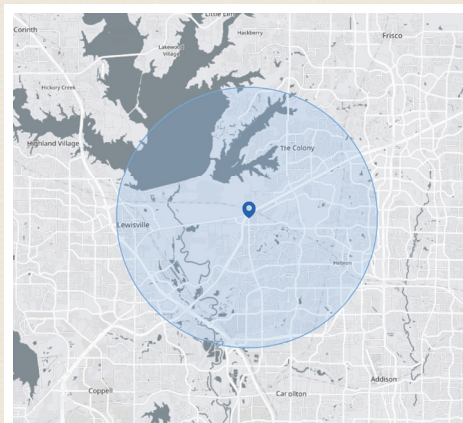 Little Elm
Corinth
Hackberry
Frisco
Lakewood
Village
Hickory Creek
Highland Village
The Colony
Lewisville
Hebron
Addison
Coppell
Carrollton